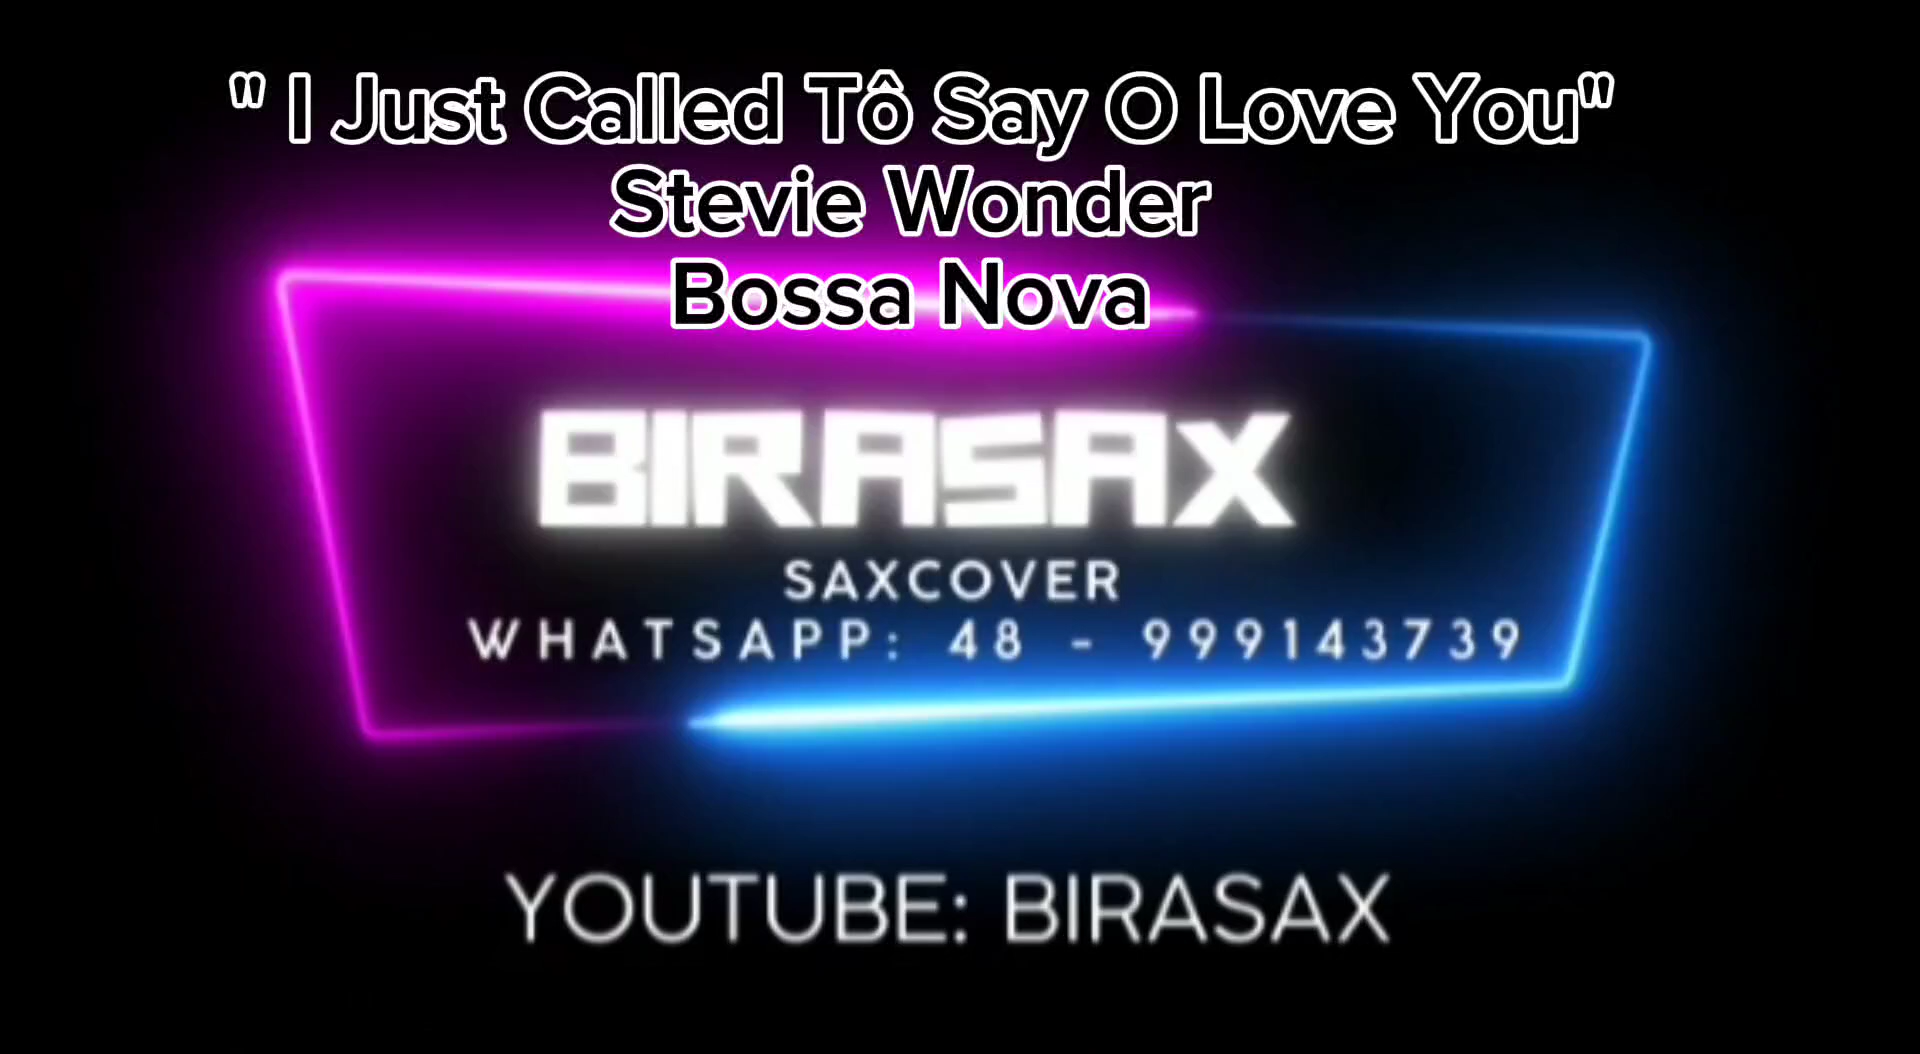 " I Just Called Tô Say O Love You"
Stevie Wonder
Bossa Nova
BIRASAX
SAXCOVER
WHATSAPP: 48 - 999143739
YOUTUBE: BIRASAX